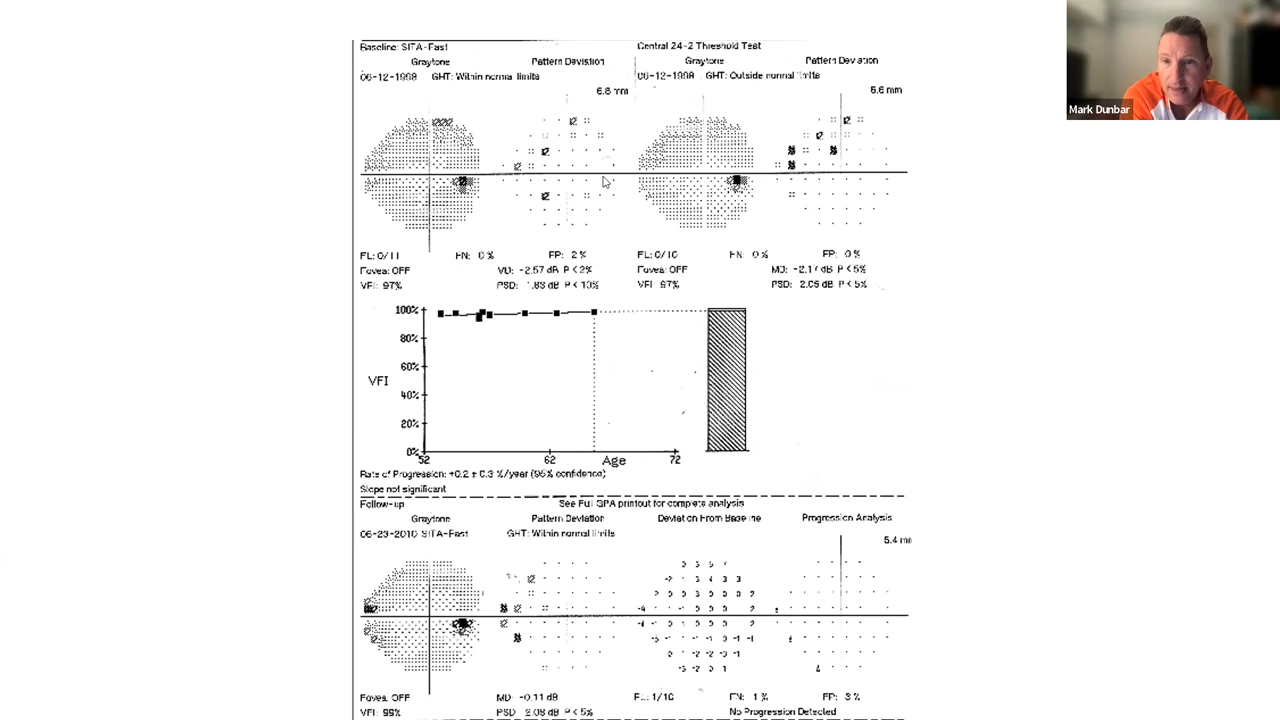 Baseline: SITA-Fast Central 24-2 Threshold Test
Graytone Pattern Deviation Graytone Pattern Deviation
06-12-1998 GHT: Within normal limits 06-12-1998 GHT: Outside normal limits
6.8 mm 6.6 mm
Mark Dunbar
FL: 0/11 FN: 0% FP: 2% FL: 0/10 FN: 0% FP: 0%
Fovea: OFF MD: -2.57 dB P < 2% Fovea: OFF MD: -2.17 dB P < 5%
VFI: 97% PSD: 1.83 dB P < 10% VFI: 97% PSD: 2.05 dB P < 5%
100%
80%
60%
VFI
40%
20%
0%
52 62 Age 72
Rate of Progression: +0.2 ± 0.3 %/year (95% confidence)
Slope not significant
Follow-up See Full GPA printout for complete analysis
Graytone Pattern Deviation Deviation From Baseline Progression Analysis
06-23-2010 SITA-Fast GHT: Within normal limits
5.4 mm
Fovea: OFF MD: -0.11 dB FL: 1/10 FN: 1% FP: 3%
VFI: 99% PSD 2.08 dB P < 5% No Progression Detected